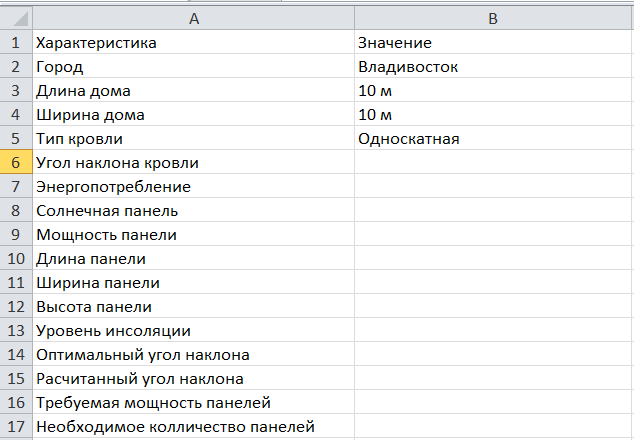 A B
1 Характеристика Значение
2 Город Владивосток
3 Длина дома 10 м
4 Ширина дома 10 м
5 Тип кровли Односкатная
6 Угол наклона кровли
7 Энергопотребление
8 Солнечная панель
9 Мощность панели
10 Длина панели
11 Ширина панели
12 Высота панели
13 Уровень инсоляции
14 Оптимальный угол наклона
15 Расчитанный угол наклона
16 Требуемая мощность панелей
17 Необходимое колличество панелей